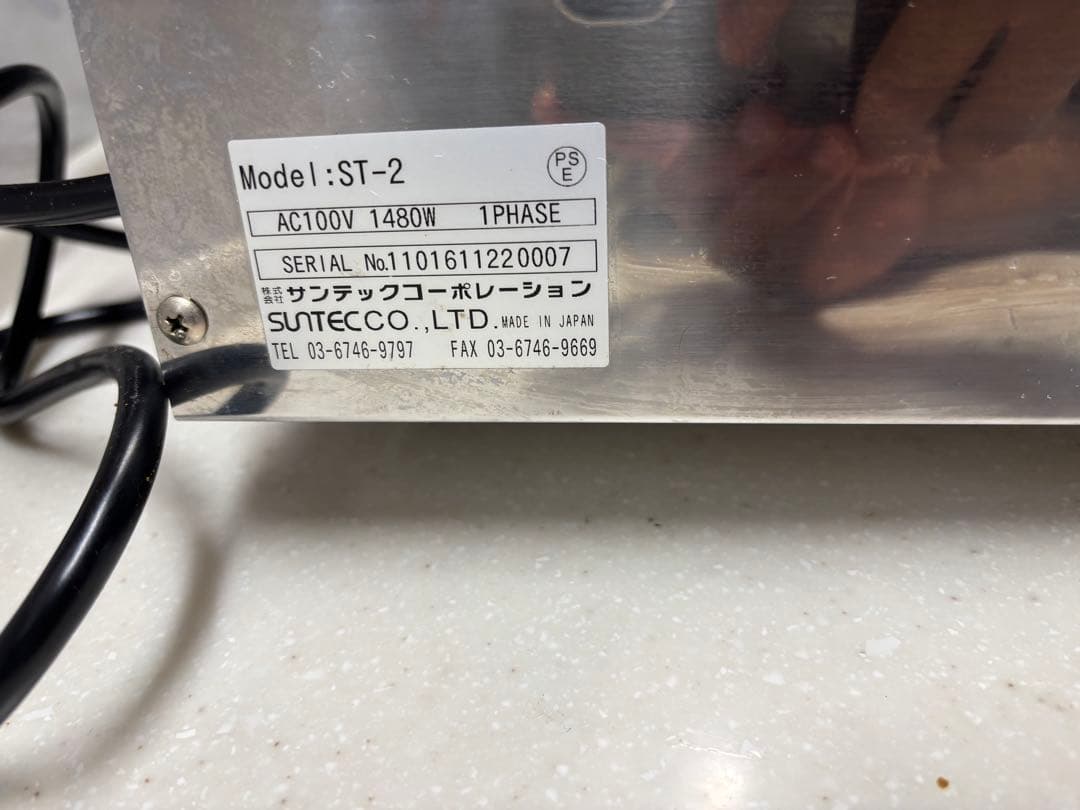 Model:ST-2
PS
E
AC100V 1480W 1PHASE
SERIAL №1101611220007
株式会社 サンテックコーポレーション
SUNTECCO.,LTD. MADE IN JAPAN
TEL 03-6746-9797 FAX 03-6746-9669